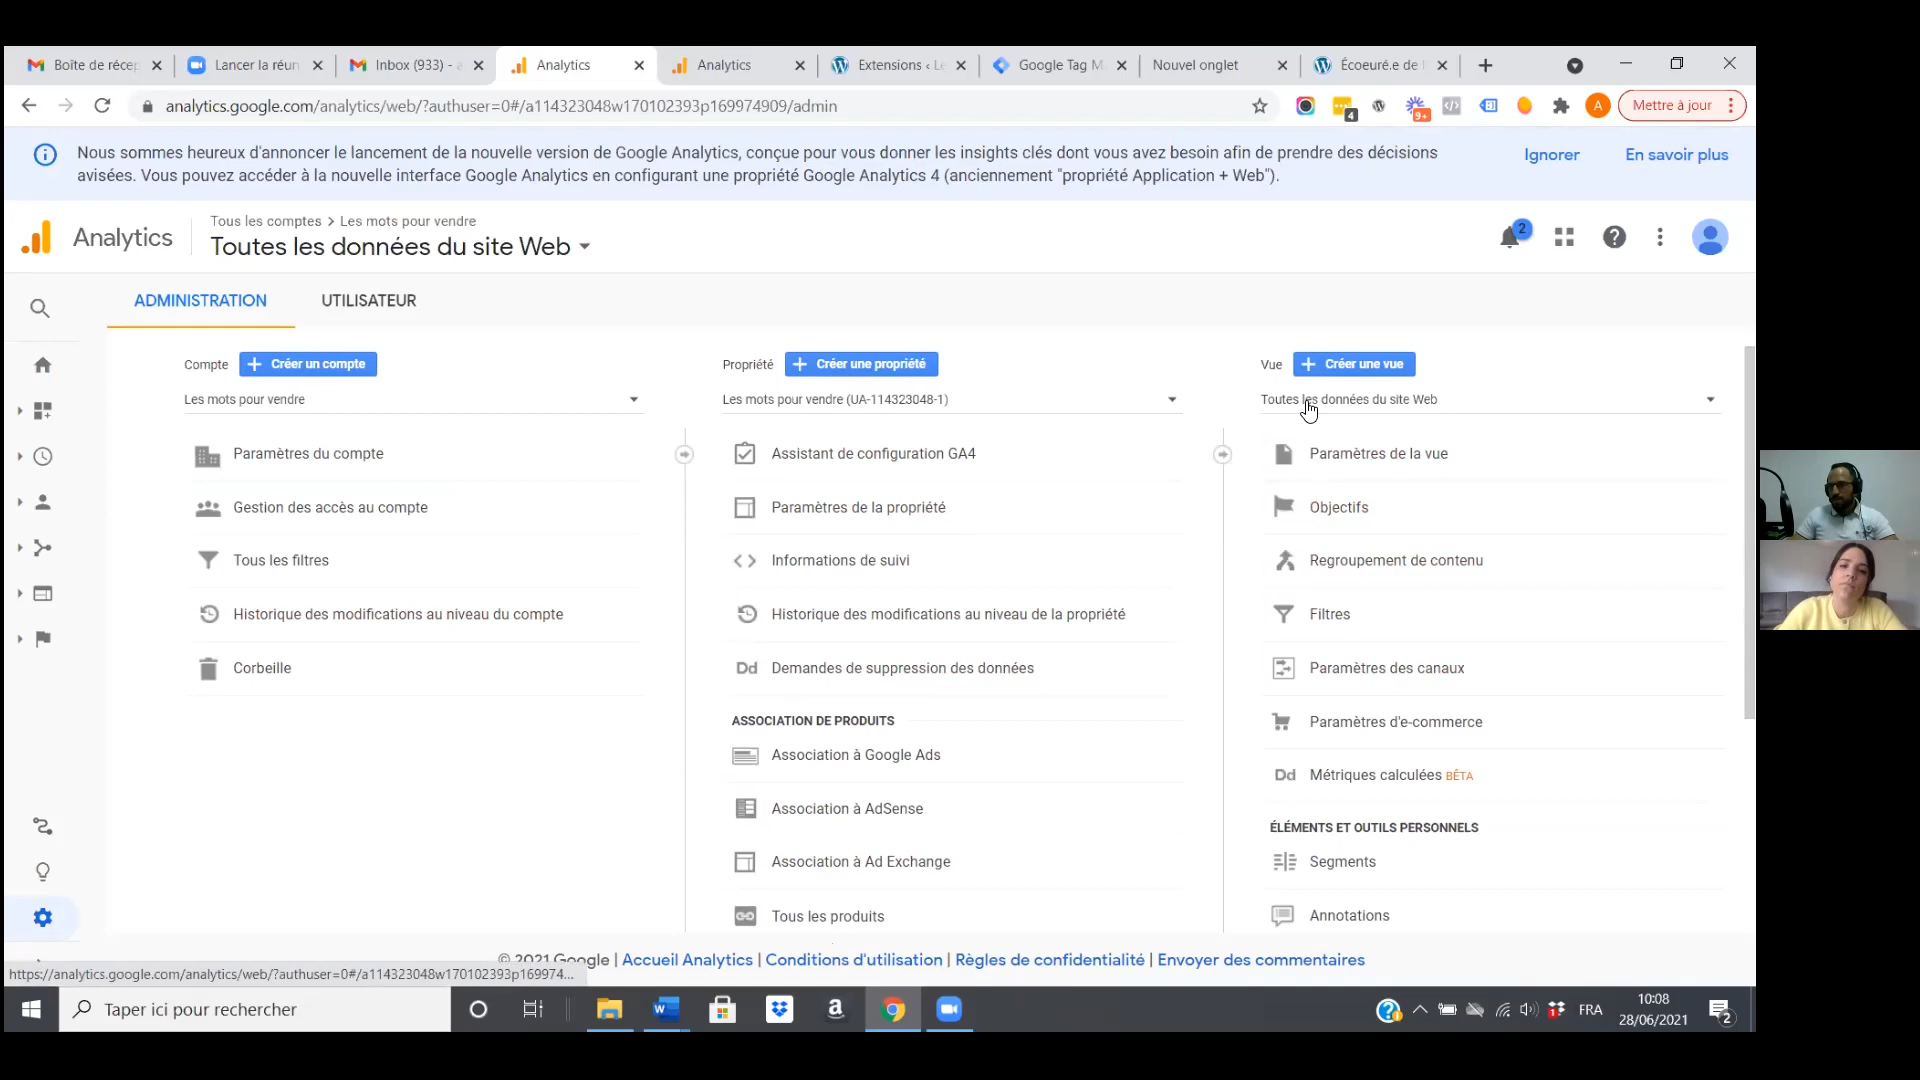 Boîte de récep
Lancer la réun
Inbox (933) - a
Analytics
Analytics
Extensions ‹ Le
Google Tag M
Nouvel onglet
Écoeuré.e de l
analytics.google.com/analytics/web/?authuser=0#/a114323048w170102393p169974909/admin
4
9+
A
Mettre à jour
Nous sommes heureux d'annoncer le lancement de la nouvelle version de Google Analytics, conçue pour vous donner les insights clés dont vous avez besoin afin de prendre des décisions
avisées. Vous pouvez accéder à la nouvelle interface Google Analytics en configurant une propriété Google Analytics 4 (anciennement "propriété Application + Web").
Ignorer
En savoir plus
Analytics
Tous les comptes > Les mots pour vendre
Toutes les données du site Web
2
ADMINISTRATION
UTILISATEUR
Compte
Créer un compte
Les mots pour vendre
Paramètres du compte
Gestion des accès au compte
Tous les filtres
Historique des modifications au niveau du compte
Corbeille
Propriété
Créer une propriété
Les mots pour vendre (UA-114323048-1)
Assistant de configuration GA4
Paramètres de la propriété
Informations de suivi
Historique des modifications au niveau de la propriété
Dd Demandes de suppression des données
ASSOCIATION DE PRODUITS
Association à Google Ads
Association à AdSense
Association à Ad Exchange
Tous les produits
Vue
Créer une vue
Toutes les données du site Web
Paramètres de la vue
Objectifs
Regroupement de contenu
Filtres
Paramètres des canaux
Paramètres d'e-commerce
Dd Métriques calculées BÊTA
ÉLÉMENTS ET OUTILS PERSONNELS
Segments
Annotations
© 2021 Google | Accueil Analytics | Conditions d'utilisation | Règles de confidentialité | Envoyer des commentaires
https://analytics.google.com/analytics/web/?authuser=0#/a114323048w170102393p169974...
Taper ici pour rechercher
FRA
10:08
28/06/2021
2